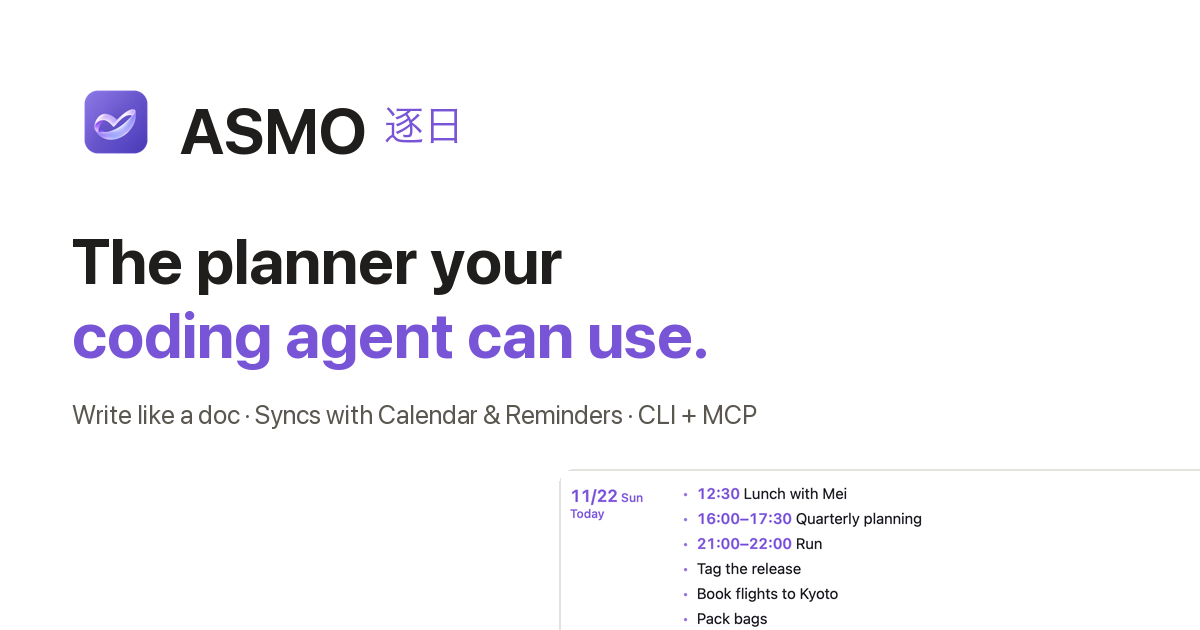 ASMO 逐日
The planner your
coding agent can use.
Write like a doc · Syncs with Calendar & Reminders · CLI + MCP
11/22 Sun
Today
• 12:30 Lunch with Mei
• 16:00–17:30 Quarterly planning
• 21:00–22:00 Run
• Tag the release
• Book flights to Kyoto
• Pack bags